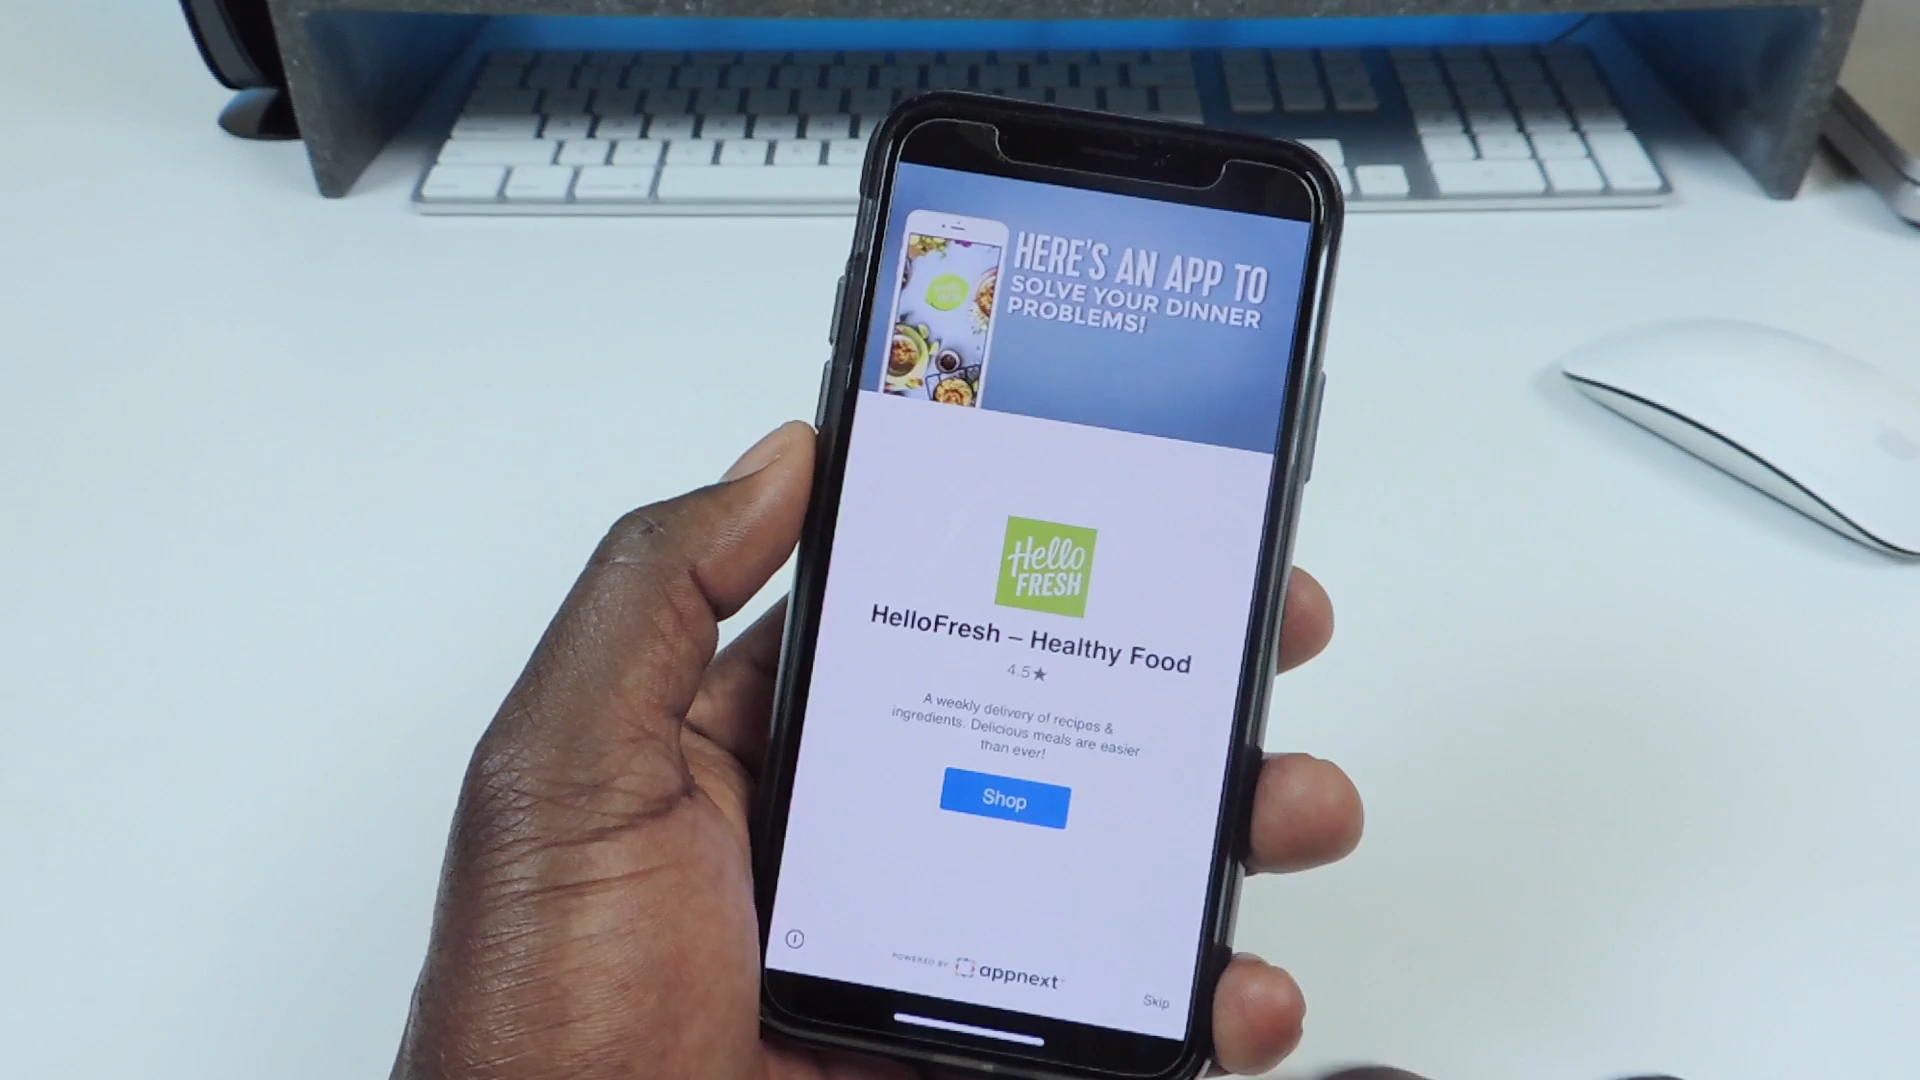 HERE'S AN APP TO
SOLVE YOUR DINNER
PROBLEMS!
Hello
FRESH
HelloFresh – Healthy Food
4.5★
A weekly delivery of recipes &
ingredients. Delicious meals are easier
than ever!
Shop
POWERED BY appnext
Skip